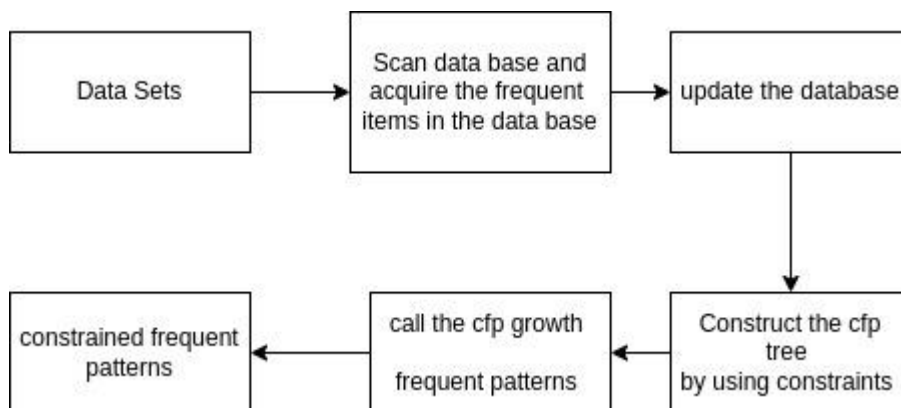 Data Sets
Scan data base and
acquire the frequent
items in the data base
update the database
Construct the cfp
tree
by using constraints
call the cfp growth
frequent patterns
constrained frequent
patterns